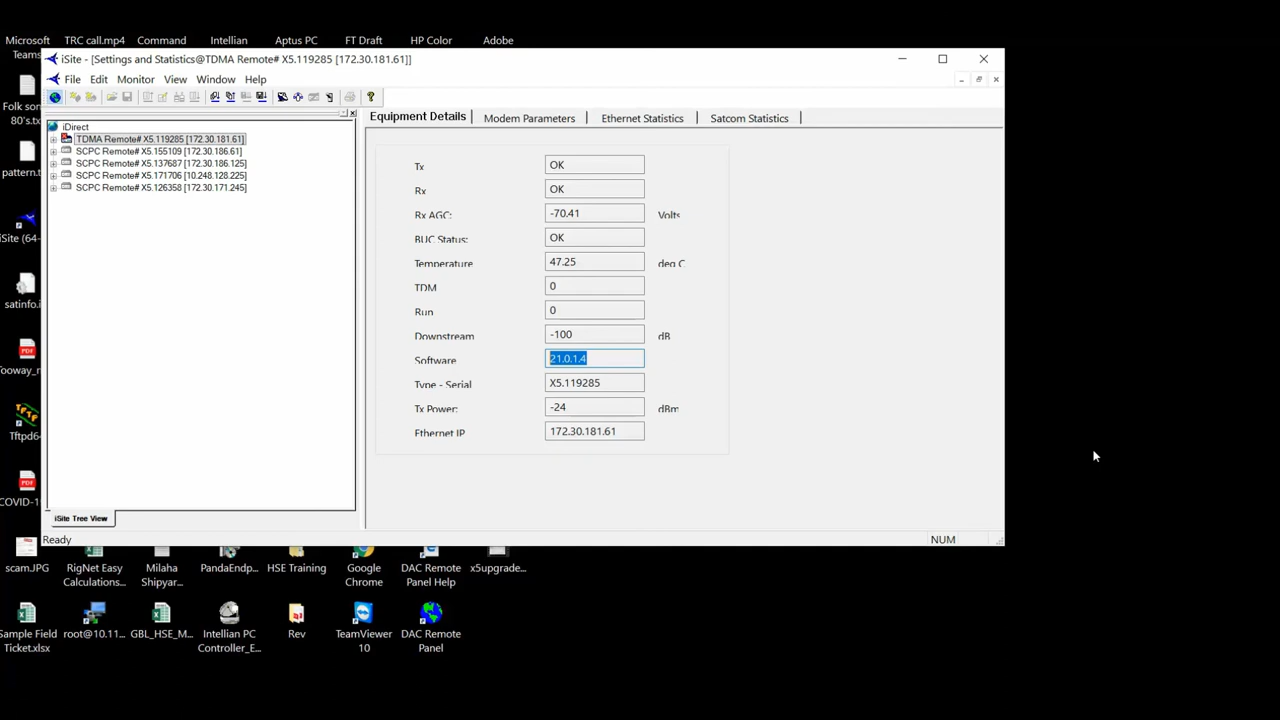 Microsoft Teams
TRC call.mp4
Command
Intellian
Aptus PC
FT Draft
HP Color
Adobe
iSite - [Settings and Statistics@TDMA Remote# X5.119285 [172.30.181.61]]
File Edit Monitor View Window Help
iDirect
TDMA Remote# X5.119285 [172.30.181.61]
SCPC Remote# X5.155109 [172.30.186.61]
SCPC Remote# X5.137687 [172.30.186.125]
SCPC Remote# X5.171706 [10.248.128.225]
SCPC Remote# X5.126358 [172.30.171.245]
iSite Tree View
Equipment Details Modem Parameters Ethernet Statistics Satcom Statistics
Tx OK
Rx OK
Rx AGC: -70.41 Volts
BUC Status: OK
Temperature 47.25 deg C
TDM 0
Run 0
Downstream -100 dB
Software 21.0.1.4
Type - Serial X5.119285
Tx Power: -24 dBm
Ethernet IP 172.30.181.61
Ready NUM
Folk son
80's.tx
pattern.t
iSite (64-
satinfo.i
Tooway_r
Tftpd6
COVID-1
scam.JPG
RigNet Easy
Calculations...
Milaha
Shipyar...
PandaEndp...
HSE Training
Google
Chrome
DAC Remote
Panel Help
x5upgrade...
Sample Field
Ticket.xlsx
root@10.11...
GBL_HSE_M...
Intellian PC
Controller_E...
Rev
TeamViewer
10
DAC Remote
Panel